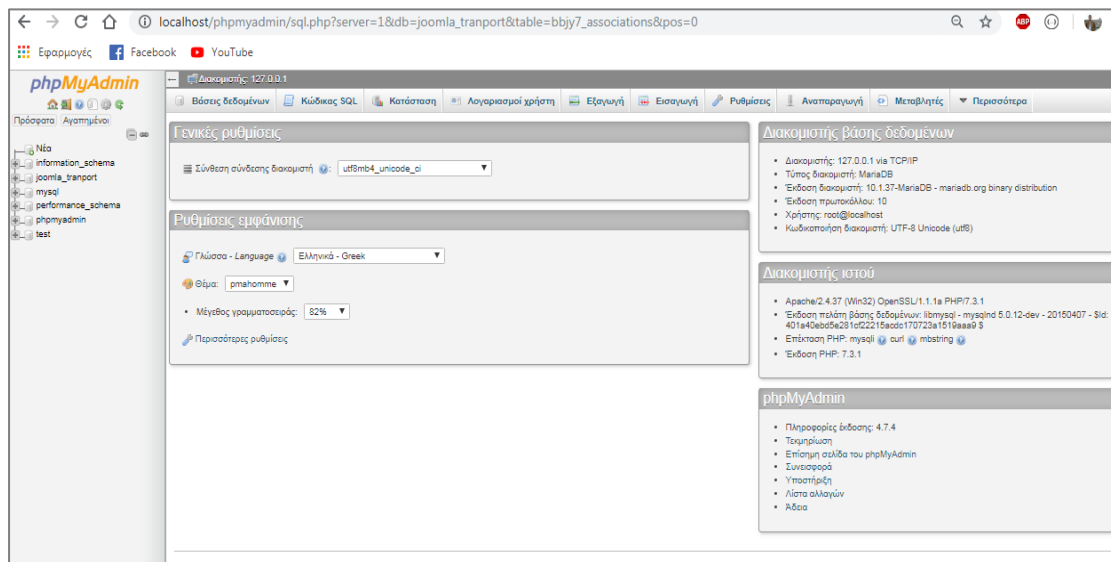 localhost/phpmyadmin/sql.php?server=1&db=joomla_tranport&table=bbjy7_associations&pos=0
ABP
Εφαρμογές Facebook YouTube
phpMyAdmin
Πρόσφατα Αγαπημένοι
Νέα
information_schema
joomla_tranport
mysql
performance_schema
phpmyadmin
test
Διακομιστής: 127.0.0.1
Βάσεις δεδομένων Κώδικας SQL Κατάσταση Λογαριασμοί χρήστη Εξαγωγή Εισαγωγή Ρυθμίσεις Αναπαραγωγή Μεταβλητές Περισσότερα
Γενικές ρυθμίσεις
Σύνθεση σύνδεσης διακομιστή : utf8mb4_unicode_ci
Ρυθμίσεις εμφάνισης
Γλώσσα - Language Ελληνικά - Greek
Θέμα: pmahomme
Μέγεθος γραμματοσειράς: 82%
Περισσότερες ρυθμίσεις
Διακομιστής βάσης δεδομένων
Διακομιστής: 127.0.0.1 via TCP/IP
Τύπος διακομιστή: MariaDB
Έκδοση διακομιστή: 10.1.37-MariaDB - mariadb.org binary distribution
Έκδοση πρωτοκόλλου: 10
Χρήστης: root@localhost
Κωδικοποίηση διακομιστή: UTF-8 Unicode (utf8)
Διακομιστής ιστού
Apache/2.4.37 (Win32) OpenSSL/1.1.1a PHP/7.3.1
Έκδοση πελάτη βάσης δεδομένων: libmysql - mysqlnd 5.0.12-dev - 20150407 - $Id:
401a40ebd5e281cf22215acdc170723a1519aaa9 $
Επέκταση PHP: mysqli curl mbstring
Έκδοση PHP: 7.3.1
phpMyAdmin
Πληροφορίες έκδοσης: 4.7.4
Τεκμηρίωση
Επίσημη σελίδα του phpMyAdmin
Συνεισφορά
Υποστήριξη
Λίστα αλλαγών
Άδεια